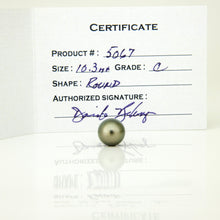 CERTIFICATE
PRODUCT #: 5067
SIZE: 10.3mm GRADE: C
SHAPE: ROUND
AUTHORIZED SIGNATURE: